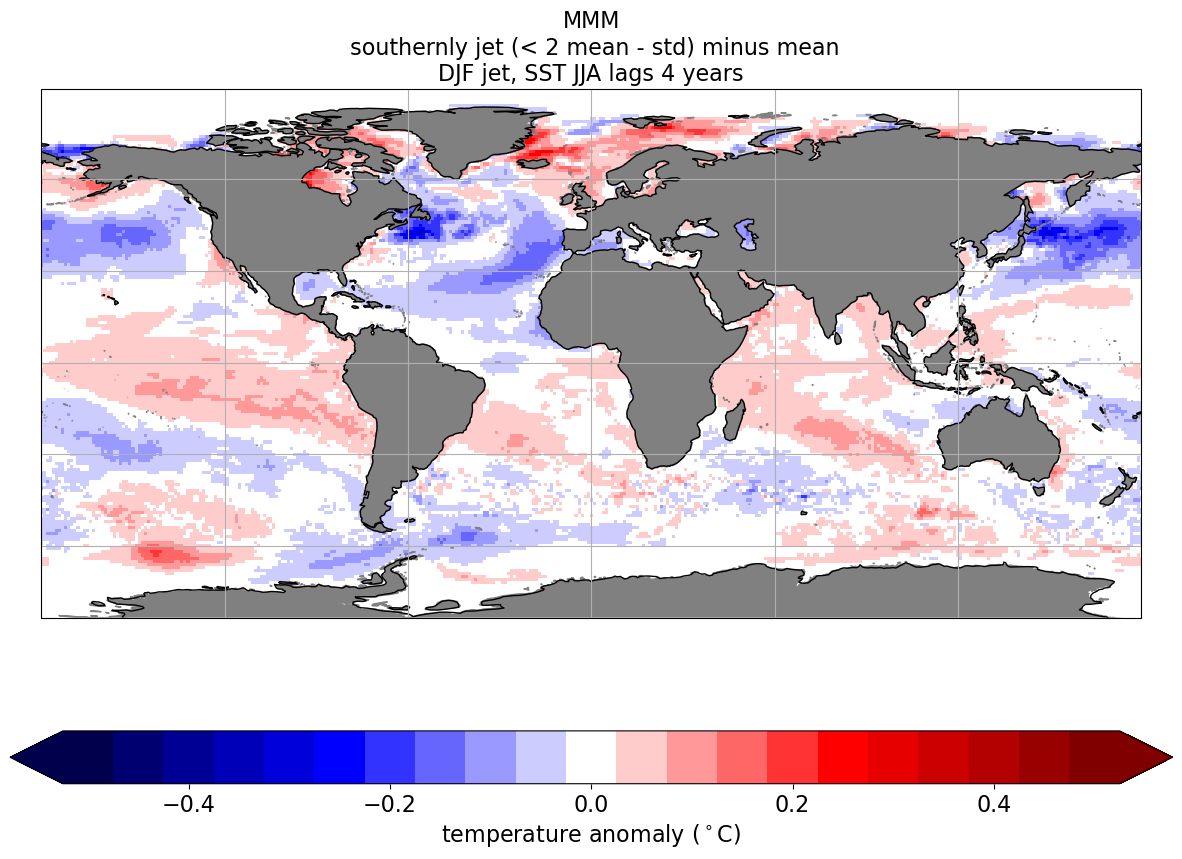 MMM
southernly jet (< 2 mean - std) minus mean
DJF jet, SST JJA lags 4 years
−0.4 −0.2 0.0 0.2 0.4
temperature anomaly (°C)